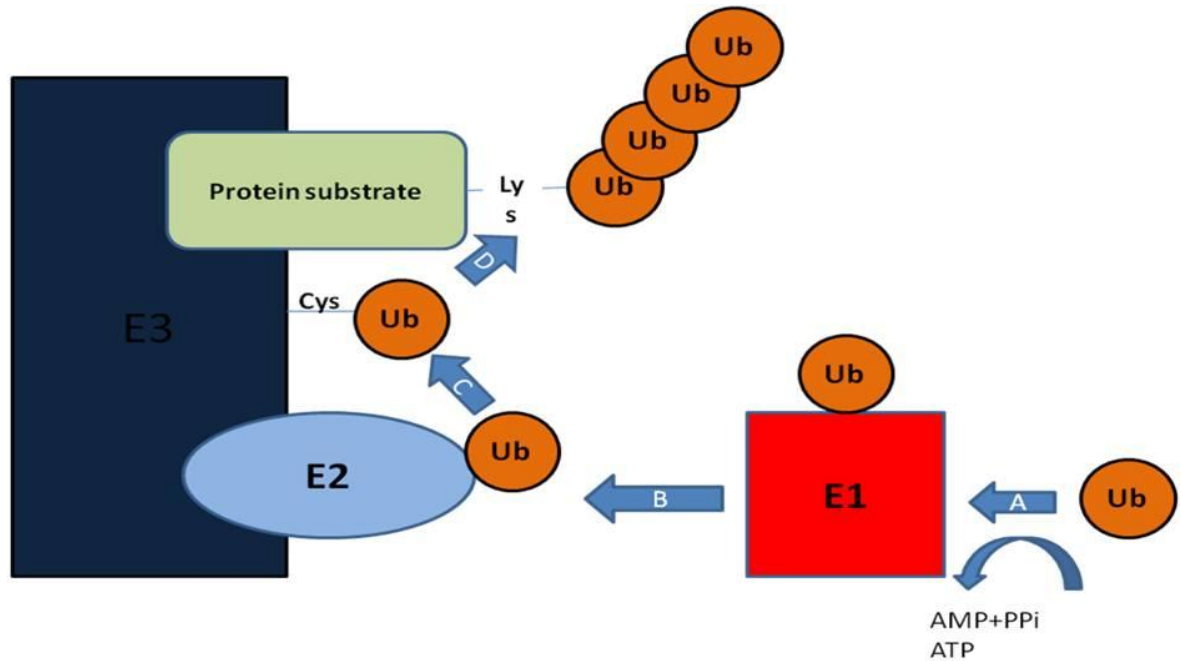 Ub
Ub
Ub
Ub
Protein substrate
Ly
s
D
Cys
Ub
E3
C
Ub
E2
B
Ub
E1
A
Ub
AMP+PPi
ATP